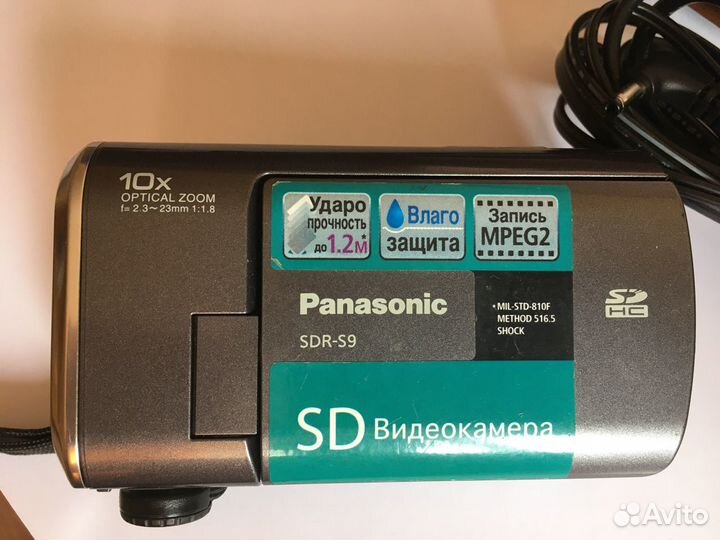 10x
OPTICAL ZOOM
f= 2.3~23mm 1:1.8
Ударо
прочность
до 1.2м*
Влаго
защита
Запись
MPEG2
Panasonic
SDR-S9
*MIL-STD-810F
METHOD 516.5
SHOCK
SD
HC
SD Видеокамера
Avito